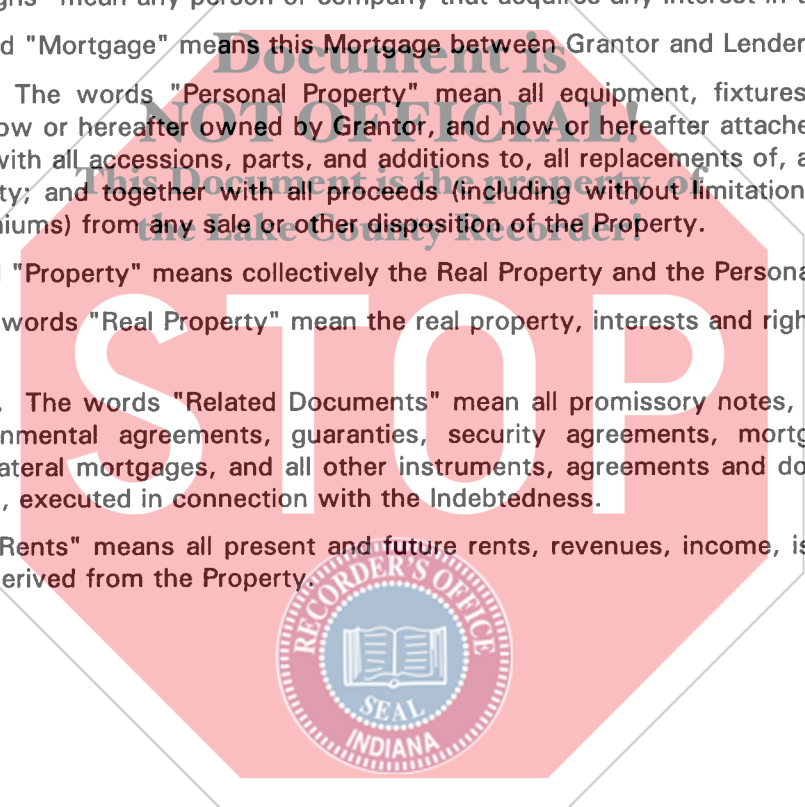 mean any person or company that acquires any interest in
d "Mortgage" means this Mortgage between Grantor and Lender
Document is
The words "Personal Property" mean all equipment, fixtures
NOT OFFICIAL!
ow or hereafter owned by Grantor, and now or hereafter attache
with all accessions, parts, and additions to, all replacements of, a
This Document is the property of
ty; and together with all proceeds (including without limitation
niums) from any sale or other disposition of the Property.
the Lake County Recorder!
"Property" means collectively the Real Property and the Persona
words "Real Property" mean the real property, interests and righ
STOP
. The words "Related Documents" mean all promissory notes,
nmental agreements, guaranties, security agreements, mortg
ateral mortgages, and all other instruments, agreements and do
, executed in connection with the Indebtedness.
Rents" means all present and future rents, revenues, income, is
erived from the Property.
RECORDER'S OFFICE
SEAL
INDIANA